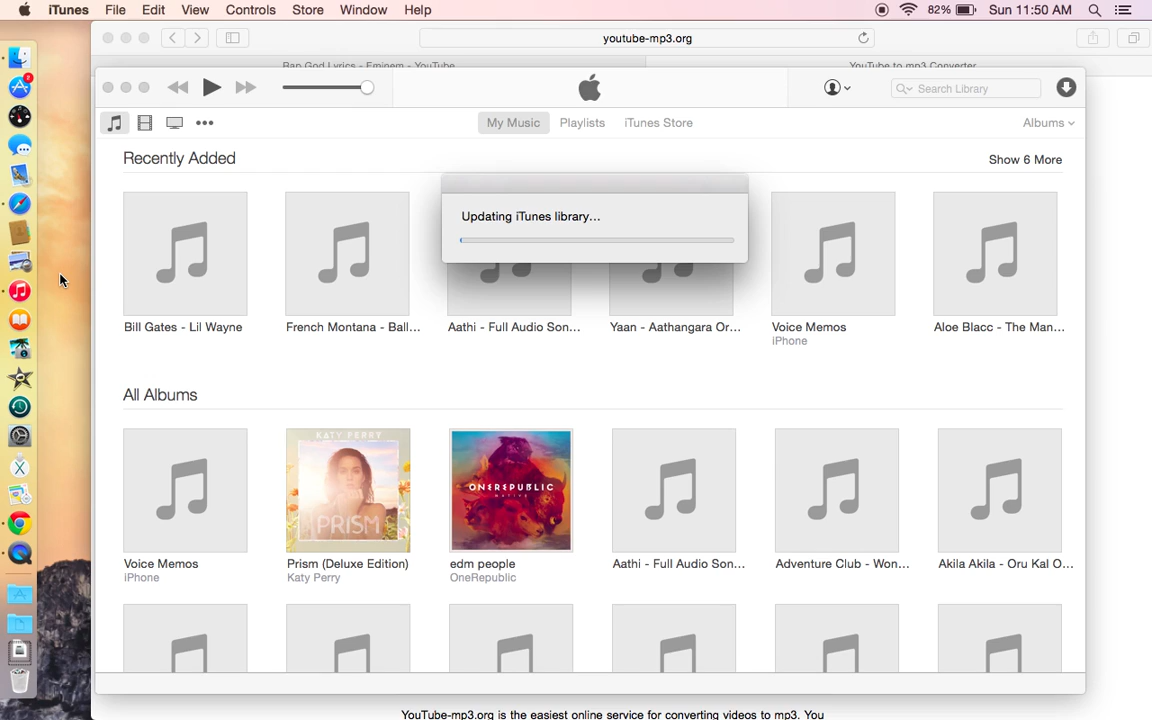 iTunes File Edit View Controls Store Window Help 82% Sun 11:50 AM
youtube-mp3.org
Rap God Lyrics - Eminem - YouTube YouTube to mp3 Converter
Search Library
My Music Playlists iTunes Store Albums
Recently Added Show 6 More
Updating iTunes library...
Bill Gates - Lil Wayne French Montana - Ball... Aathi - Full Audio Son... Yaan - Aathangara Or... Voice Memos Aloe Blacc - The Man...
iPhone
All Albums
KATY PERRY
PRISM
ONEREPUBLIC
NATIVE
Voice Memos Prism (Deluxe Edition) edm people Aathi - Full Audio Son... Adventure Club - Won... Akila Akila - Oru Kal O...
iPhone Katy Perry OneRepublic
YouTube-mp3.org is the easiest online service for converting videos to mp3. You